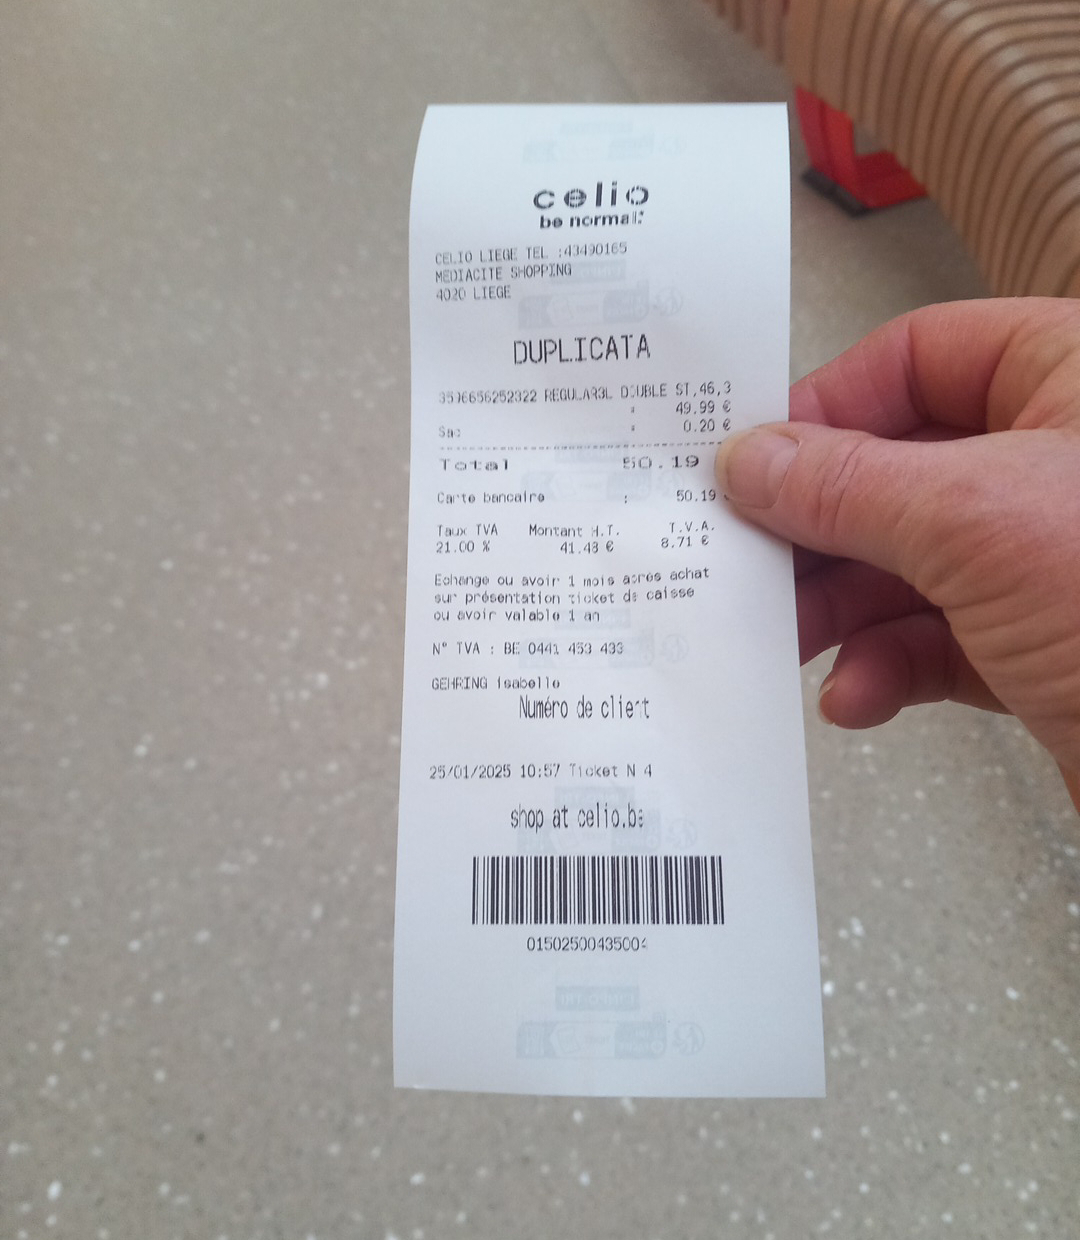 celio
be normal
CELIO LIEGE TEL :43490165
MEDIACITE SHOPPING
4020 LIEGE
DUPLICATA
DOUBLE ST,46,3
: 49.99 €
Sac : 0.20 €
Total 50.19
Carte bancaire : 50.19
Taux TVA Montant H.T. T.V.A.
21.00 % 41.48 € 8.71 €
Echange ou avoir 1 mois après achat
sur présentation ticket de caisse
ou avoir valable 1 an
N° TVA : BE 0441 453 433
GEHRING isabelle
Numéro de client
25/01/2025 10:57 Ticket N 4
shop at celio.be
01502500435004